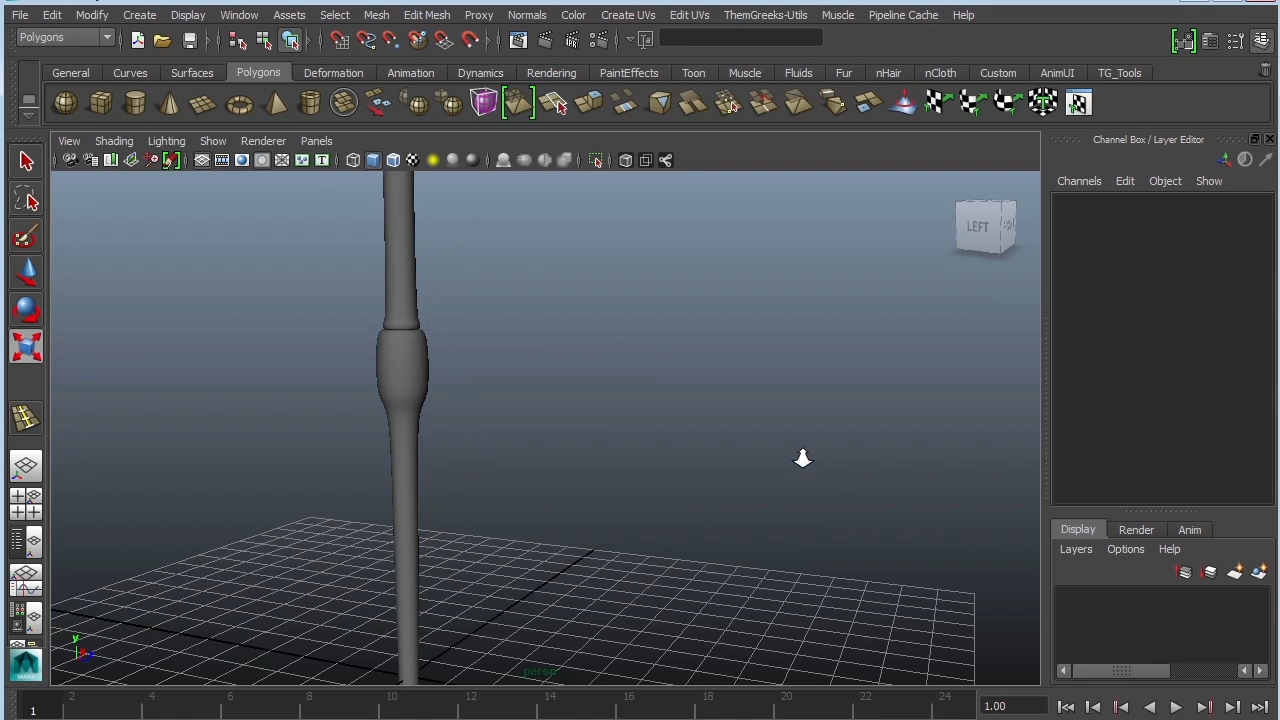 File Edit Modify Create Display Window Assets Select Mesh Edit Mesh Proxy Normals Color Create UVs Edit UVs ThemGreeks-Utils Muscle Pipeline Cache Help
Polygons
General Curves Surfaces Polygons Deformation Animation Dynamics Rendering PaintEffects Toon Muscle Fluids Fur nHair nCloth Custom AnimUI TG_Tools
View Shading Lighting Show Renderer Panels
Channel Box / Layer Editor
Channels Edit Object Show
LEFT
Display Render Anim
Layers Options Help
y
persp
2 4 6 8 10 12 14 16 18 20 22 24
1
1.00